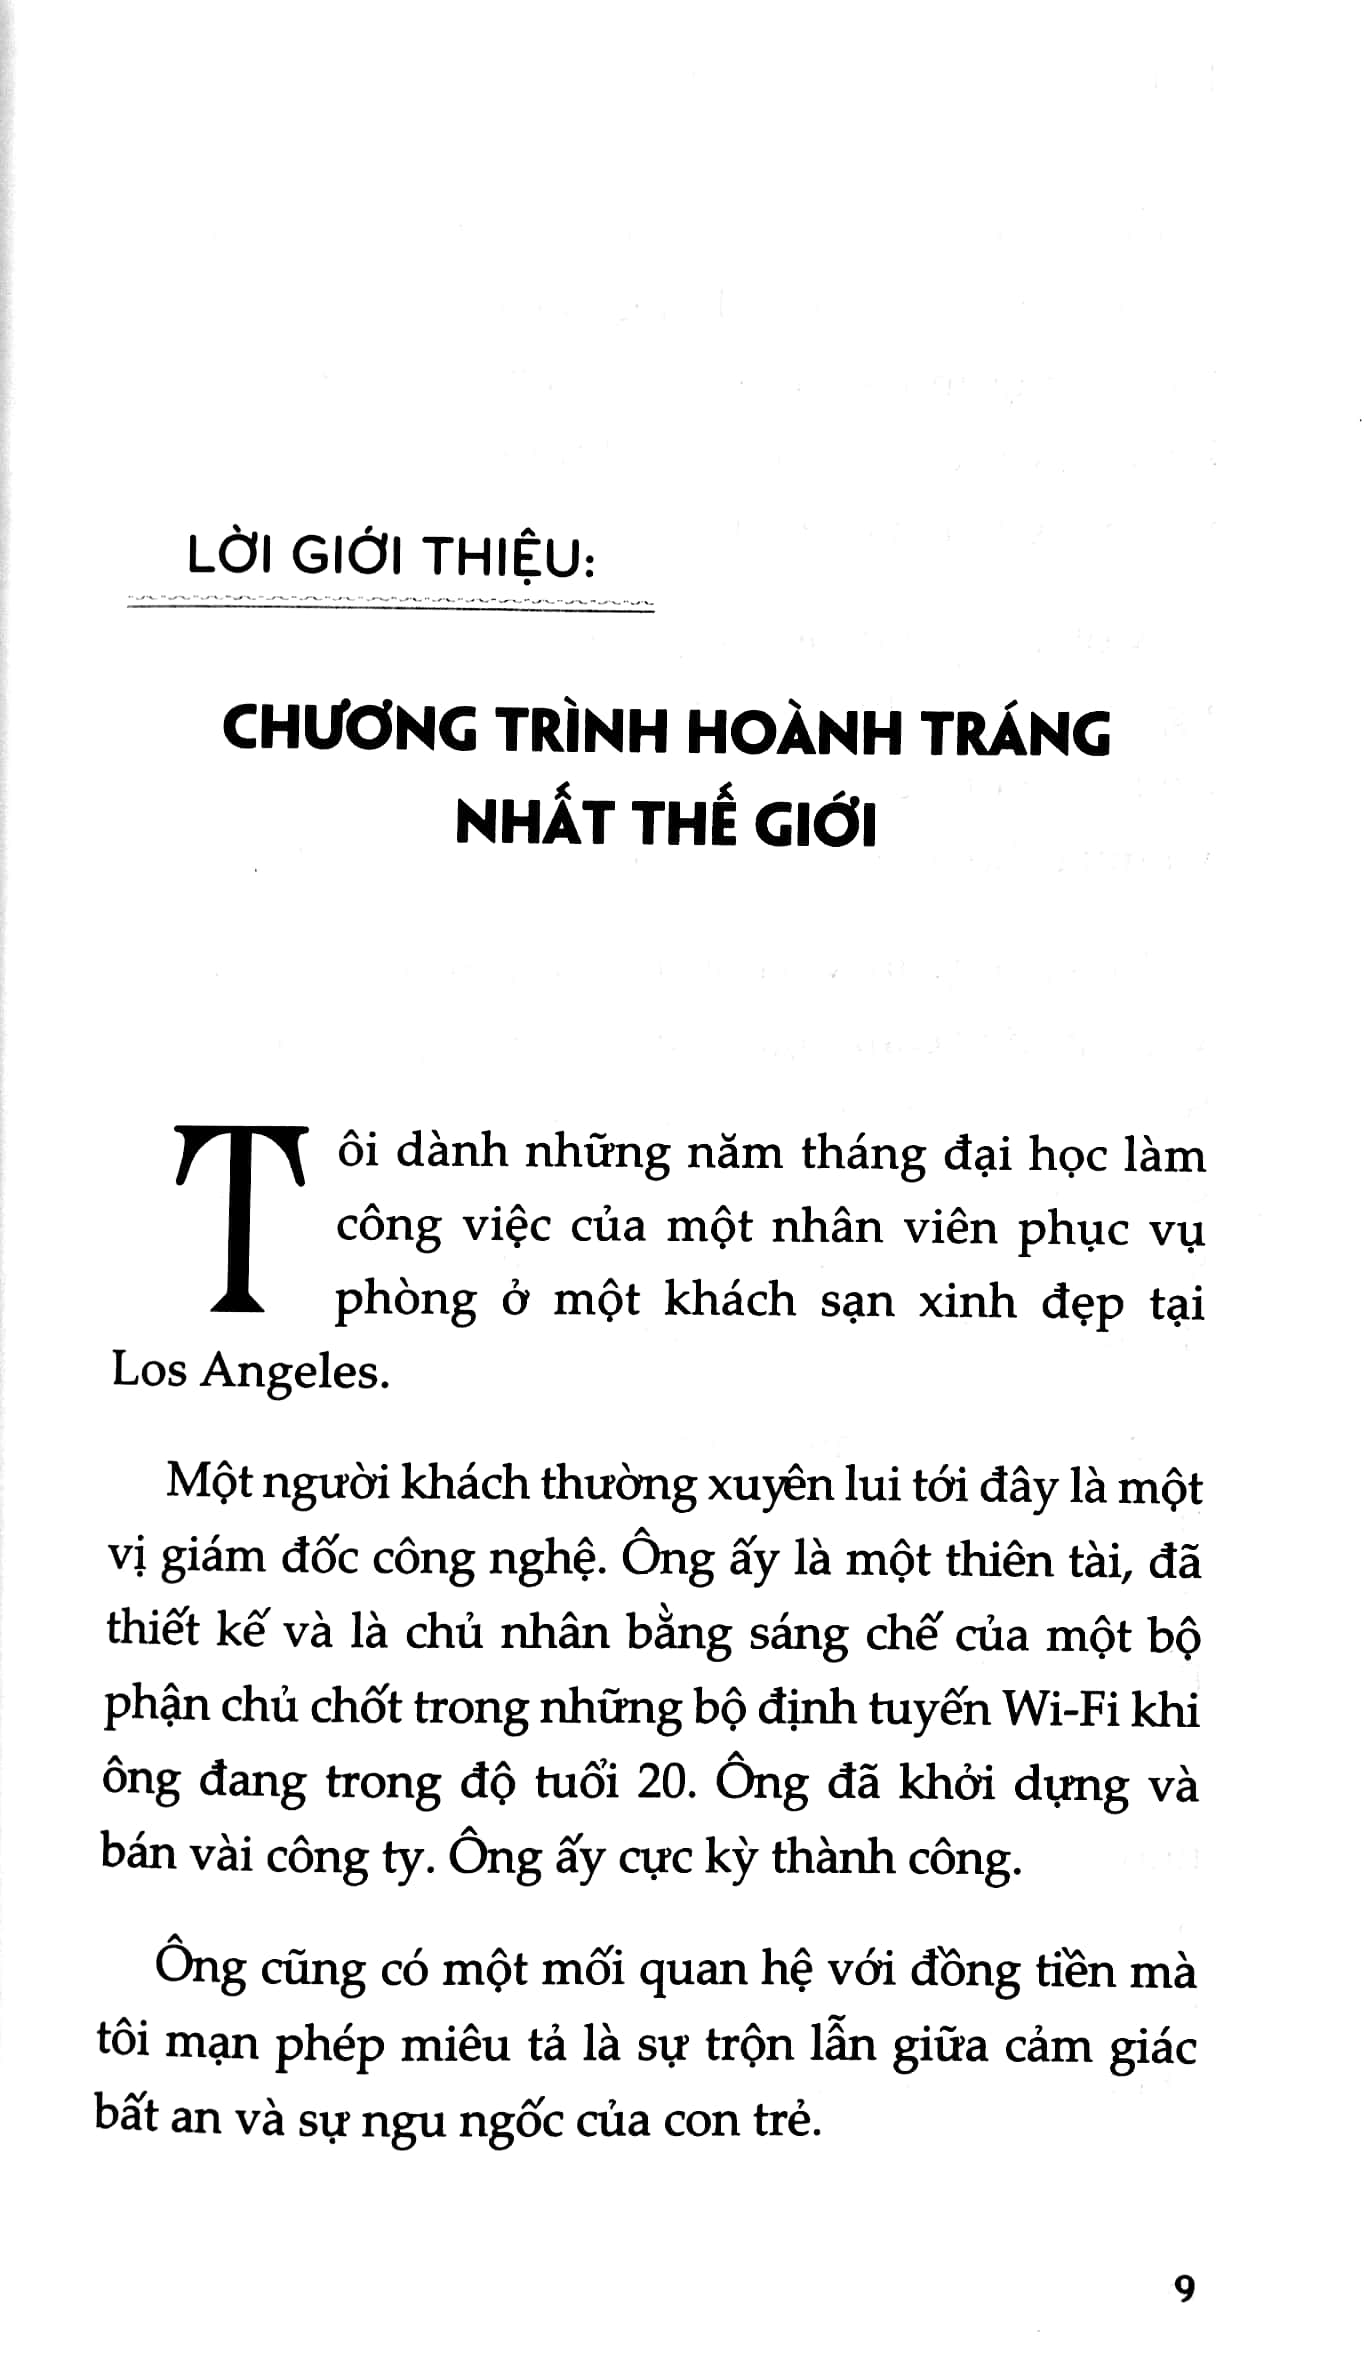 LỜI GIỚI THIỆU:
CHƯƠNG TRÌNH HOÀNH TRÁNG
NHẤT THẾ GIỚI
Tôi dành những năm tháng đại học làm
công việc của một nhân viên phục vụ
phòng ở một khách sạn xinh đẹp tại
Los Angeles.
Một người khách thường xuyên lui tới đây là một
vị giám đốc công nghệ. Ông ấy là một thiên tài, đã
thiết kế và là chủ nhân bằng sáng chế của một bộ
phận chủ chốt trong những bộ định tuyến Wi-Fi khi
ông đang trong độ tuổi 20. Ông đã khởi dựng và
bán vài công ty. Ông ấy cực kỳ thành công.
Ông cũng có một mối quan hệ với đồng tiền mà
tôi mạn phép miêu tả là sự trộn lẫn giữa cảm giác
bất an và sự ngu ngốc của con trẻ.
9